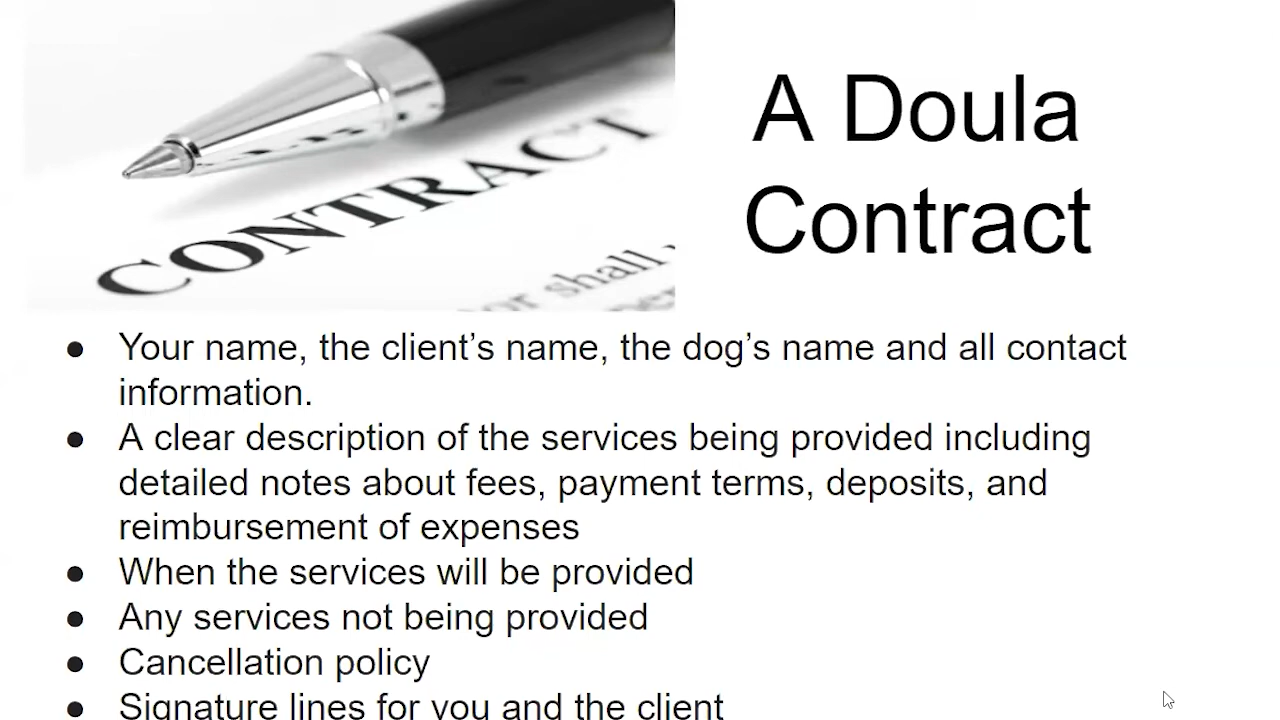 CONTRACT
or shall
A Doula
Contract
● Your name, the client’s name, the dog’s name and all contact
information.
● A clear description of the services being provided including
detailed notes about fees, payment terms, deposits, and
reimbursement of expenses
● When the services will be provided
● Any services not being provided
● Cancellation policy
● Signature lines for you and the client